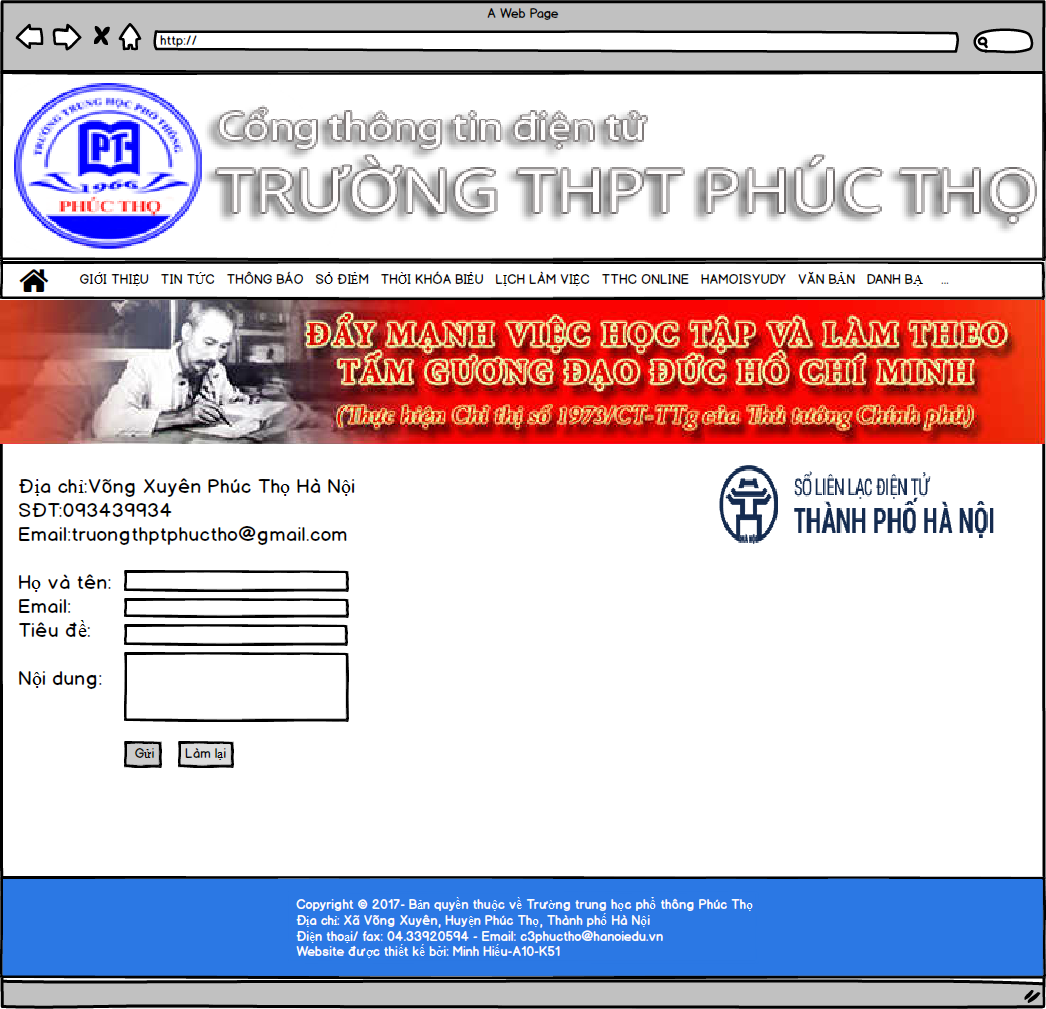 A Web Page
http://
TRƯỜNG TRUNG HỌC PHỔ THÔNG
PT
1966
PHÚC THỌ
Cổng thông tin điện tử
TRƯỜNG THPT PHÚC THỌ
GIỚI THIỆU TIN TỨC THÔNG BÁO SỔ ĐIỂM THỜI KHÓA BIỂU LỊCH LÀM VIỆC TTHC ONLINE HAMOISYUDY VĂN BẢN DANH BẠ ...
ĐẨY MẠNH VIỆC HỌC TẬP VÀ LÀM THEO
TẤM GƯƠNG ĐẠO ĐỨC HỒ CHÍ MINH
(Thực hiện Chỉ thị số 1973/CT-TTg của Thủ tướng Chính phủ)
Địa chỉ:Võng Xuyên Phúc Thọ Hà Nội
SĐT:093439934
Email:truongthptphuctho@gmail.com
HÀ NỘI
SỔ LIÊN LẠC ĐIỆN TỬ
THÀNH PHỐ HÀ NỘI
Họ và tên:
Email:
Tiêu đề:
Nội dung:
Gửi Làm lại
Copyright © 2017- Bản quyền thuộc về Trường trung học phổ thông Phúc Thọ
Địa chỉ: Xã Võng Xuyên, Huyện Phúc Thọ, Thành phố Hà Nội
Điện thoại/ fax: 04.33920594 - Email: c3phuctho@hanoiedu.vn
Website được thiết kế bởi: Minh Hiếu-A10-K51